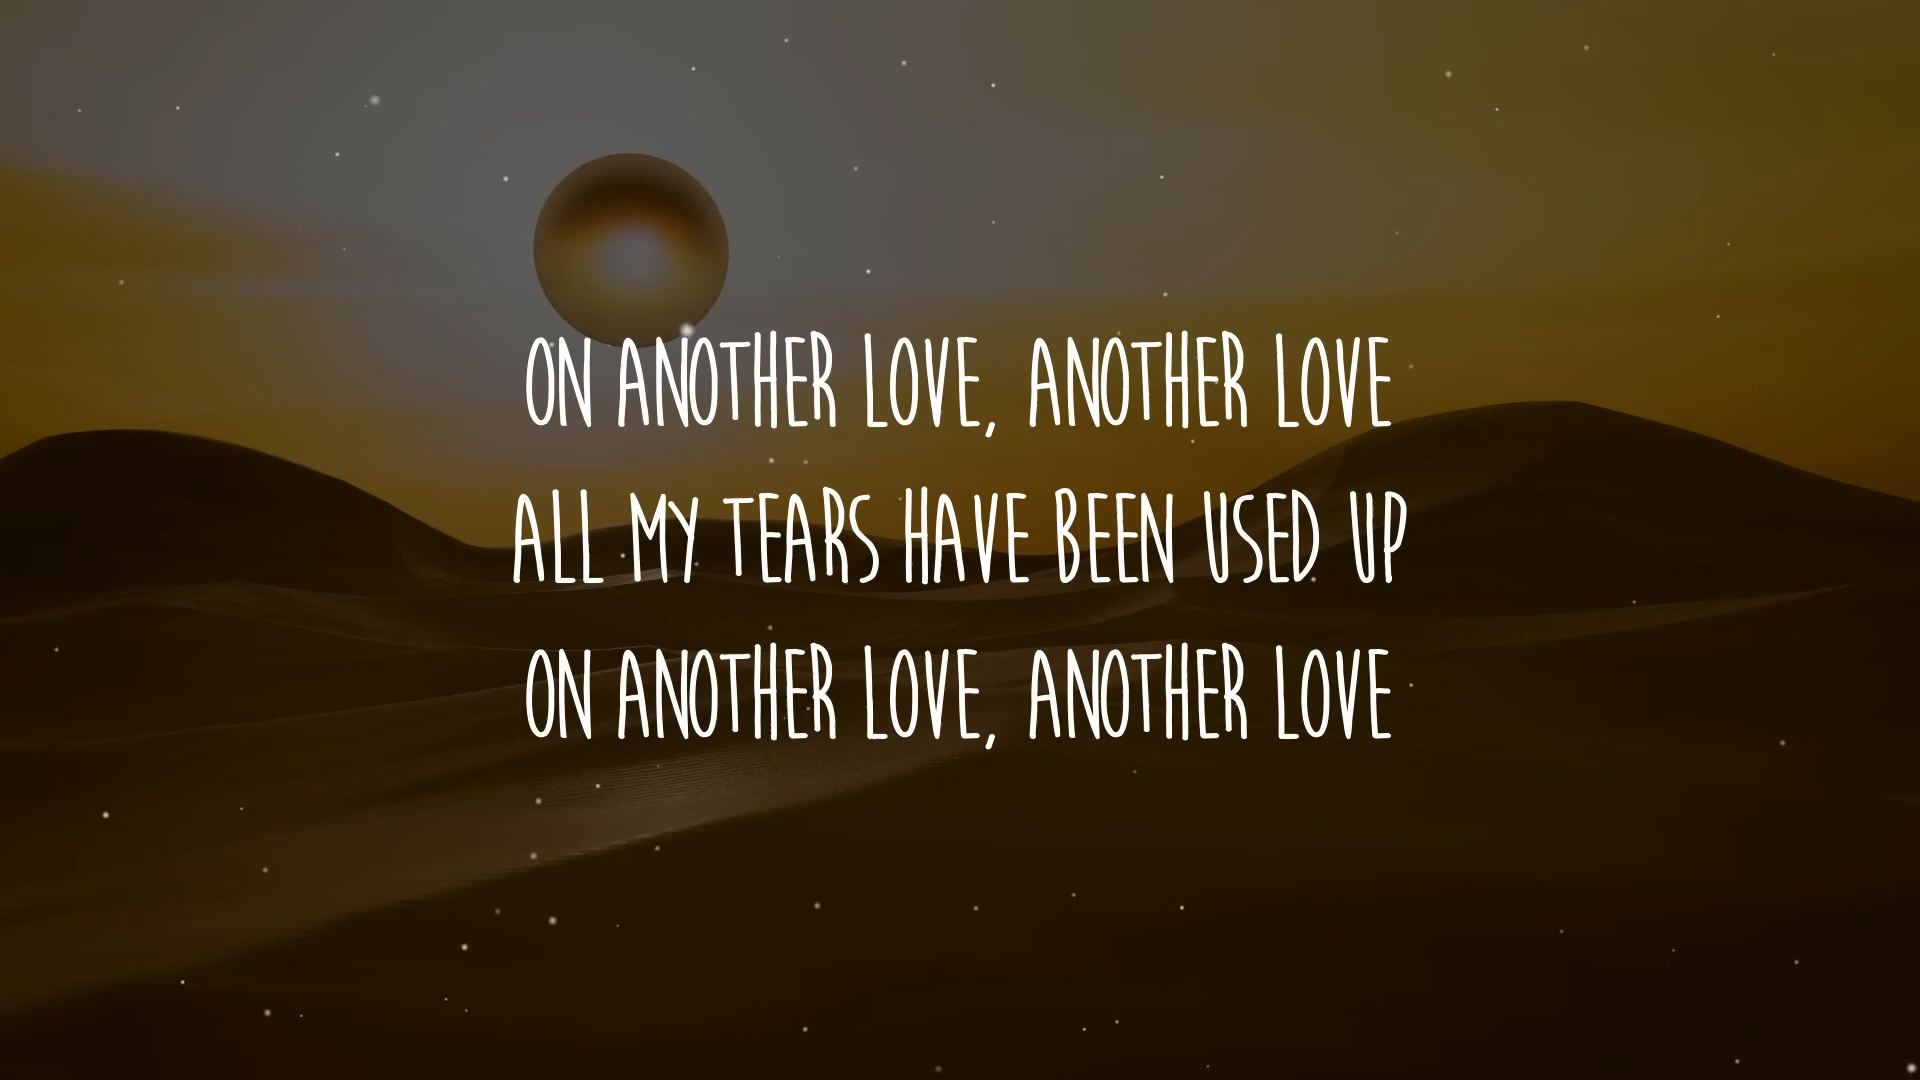 ON ANOTHER LOVE, ANOTHER LOVE
ALL MY TEARS HAVE BEEN USED UP
ON ANOTHER LOVE, ANOTHER LOVE